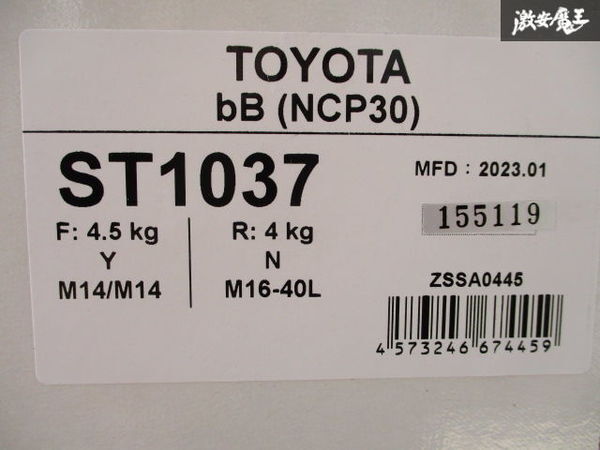 激安魔王
TOYOTA
bB (NCP30)
ST1037
MFD : 2023.01
155119
F: 4.5 kg
Y
M14/M14
R: 4 kg
N
M16-40L
ZSSA0445
4 573246 674459